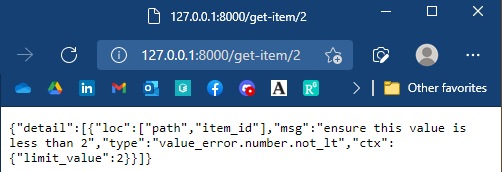 127.0.0.1:8000/get-item/2
127.0.0.1:8000/get-item/2
in
A
R
Other favorites
{"detail":[{"loc":["path","item_id"],"msg":"ensure this value is
less than 2","type":"value_error.number.not_lt","ctx":
{"limit_value":2}}]}